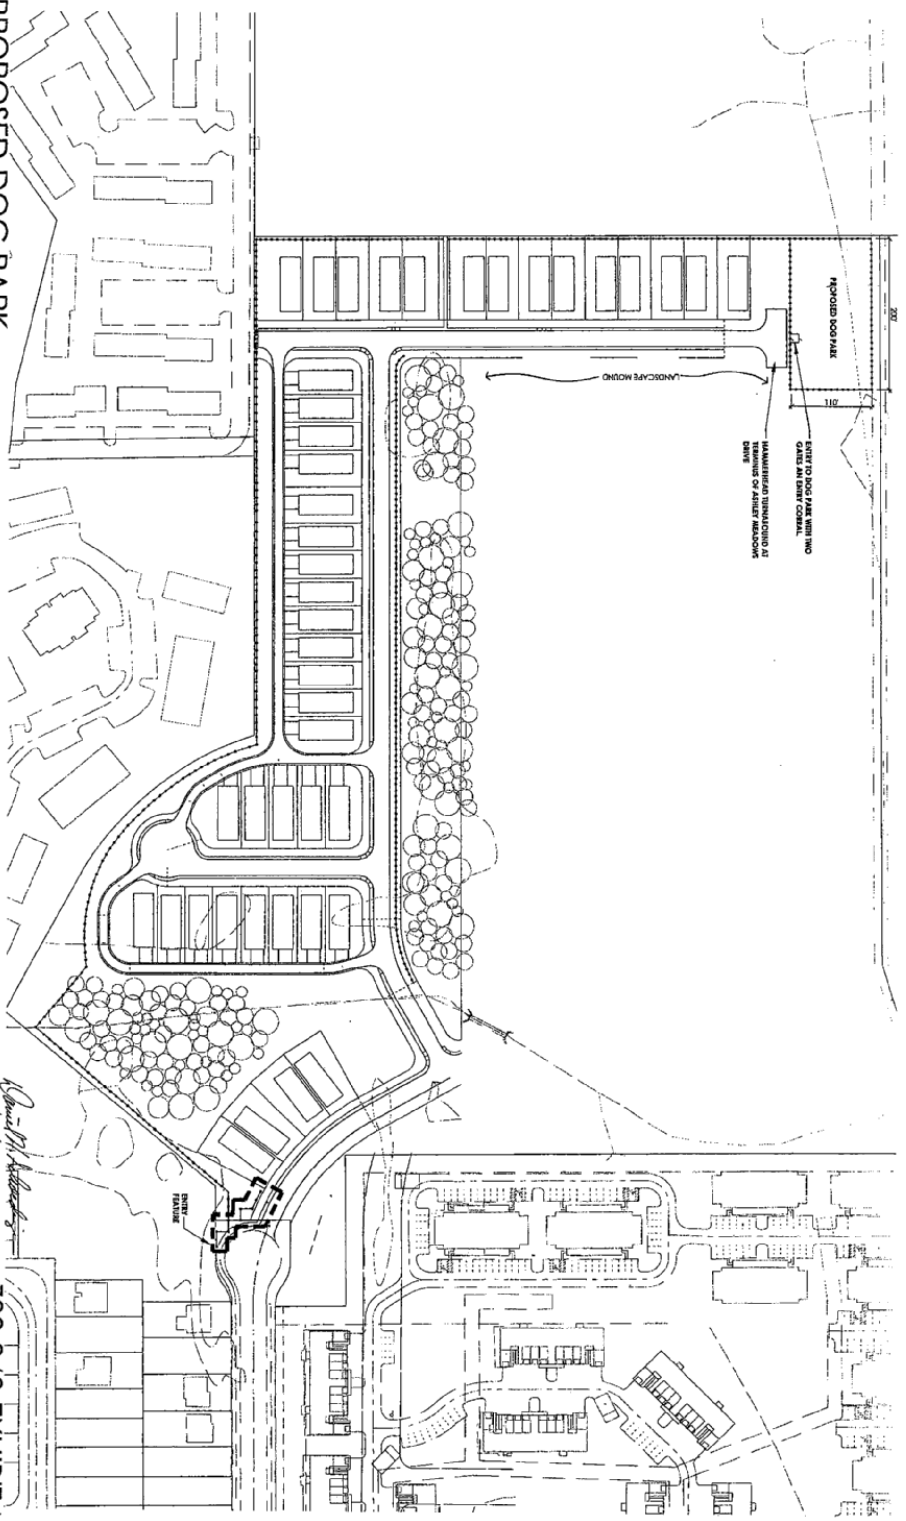 PROPOSED DOG PARK
200'
110'
PROPOSED DOG PARK
ENTRY TO DOG PARK WITH TWO
GATES AN ENTRY CORRAL
HAMMERHEAD TURNAROUND AT
TERMINUS OF ASHLEY MEADOWS
DRIVE
LANDSCAPE MOUND
ENTRY
FEATURE